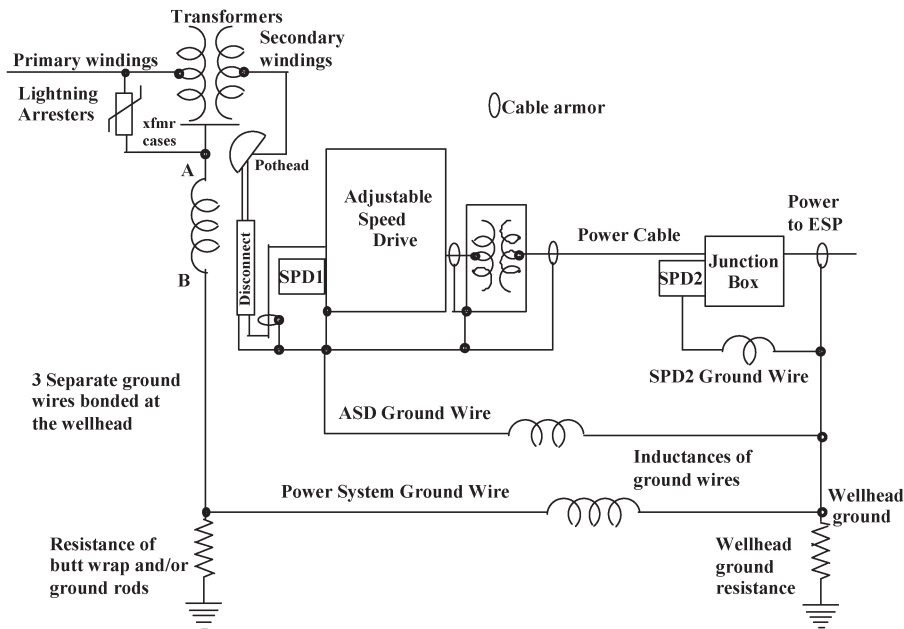 Transformers
Primary windings
Secondary
windings
Lightning
Arresters
xfmr
cases
Cable armor
Pothead
A
B
Disconnect
SPD1
Adjustable
Speed
Drive
Power Cable
Power
to ESP
SPD2
Junction
Box
SPD2 Ground Wire
3 Separate ground
wires bonded at
the wellhead
ASD Ground Wire
Inductances of
ground wires
Power System Ground Wire
Wellhead
ground
Resistance of
butt wrap and/or
ground rods
Wellhead
ground
resistance